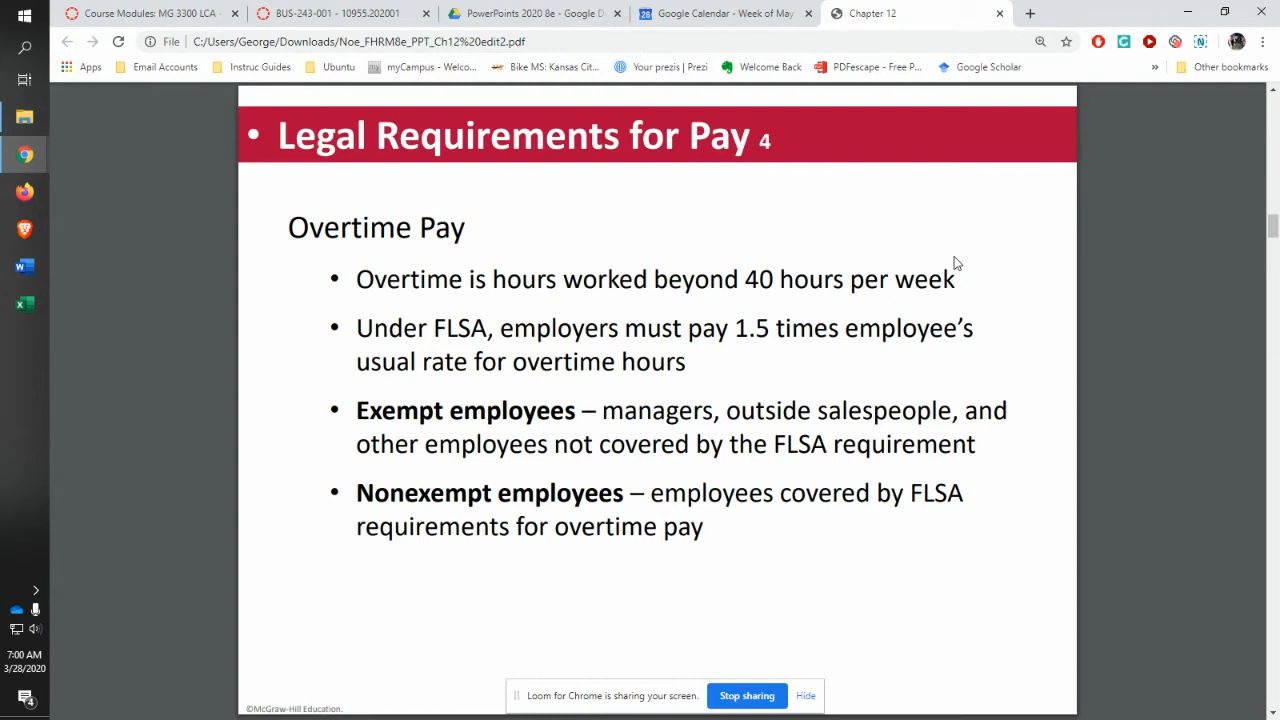 Course Modules: MG 3300 LCA -
BUS-243-001 - 10955.202001
PowerPoints 2020 8e - Google D
Google Calendar - Week of May
Chapter 12
File
C:/Users/George/Downloads/Noe_FHRM8e_PPT_Ch12%20edit2.pdf
Apps
Email Accounts
Instruc Guides
Ubuntu
myCampus - Welco...
Bike MS: Kansas Cit...
Your prezis | Prezi
Welcome Back
PDFescape - Free P...
Google Scholar
»
Other bookmarks
• Legal Requirements for Pay 4
Overtime Pay
• Overtime is hours worked beyond 40 hours per week
• Under FLSA, employers must pay 1.5 times employee's
usual rate for overtime hours
• Exempt employees – managers, outside salespeople, and
other employees not covered by the FLSA requirement
• Nonexempt employees – employees covered by FLSA
requirements for overtime pay
Loom for Chrome is sharing your screen.
Stop sharing
Hide
©McGraw-Hill Education.
7:00 AM
3/28/2020
4